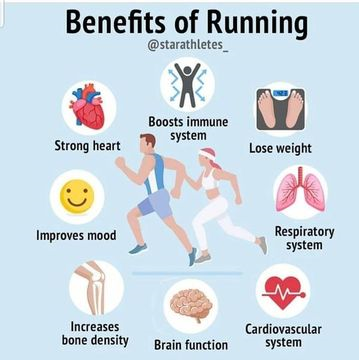 Benefits of Running
@starathletes_
Boosts immune
system
Strong heart
Lose weight
Improves mood
Respiratory
system
Increases
bone density
Brain function
Cardiovascular
system